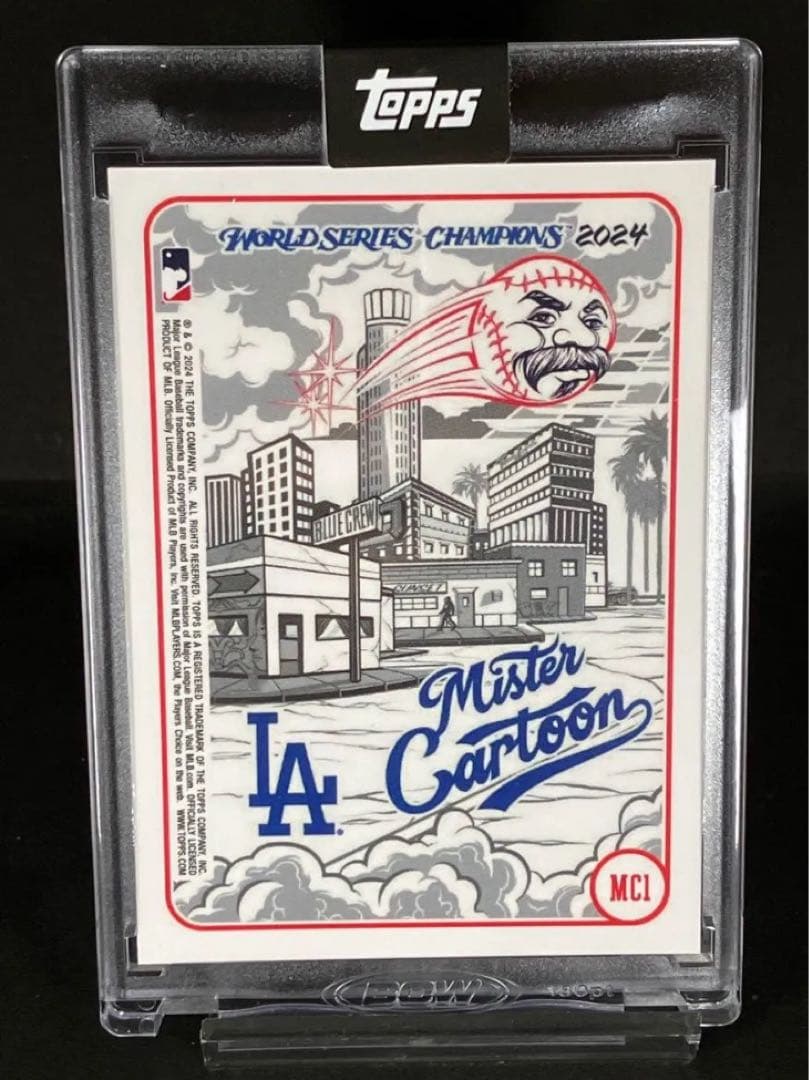 Topps
WORLD SERIES CHAMPIONS™ 2024
® & © 2024 THE TOPPS COMPANY, INC. ALL RIGHTS RESERVED. TOPPS IS A REGISTERED TRADEMARK OF THE TOPPS COMPANY, INC.
Major League Baseball trademarks and copyrights are used with permission of Major League Baseball. Visit MLB.com. OFFICIALLY LICENSED
PRODUCT OF MLB. Officially Licensed Product of MLB Players, Inc. Visit MLBPLAYERS.COM, the Players Choice on the web. WWW.TOPPS.COM
BLUE CREW
SUNSET
Mister
Cartoon
LA
MC1
BCW